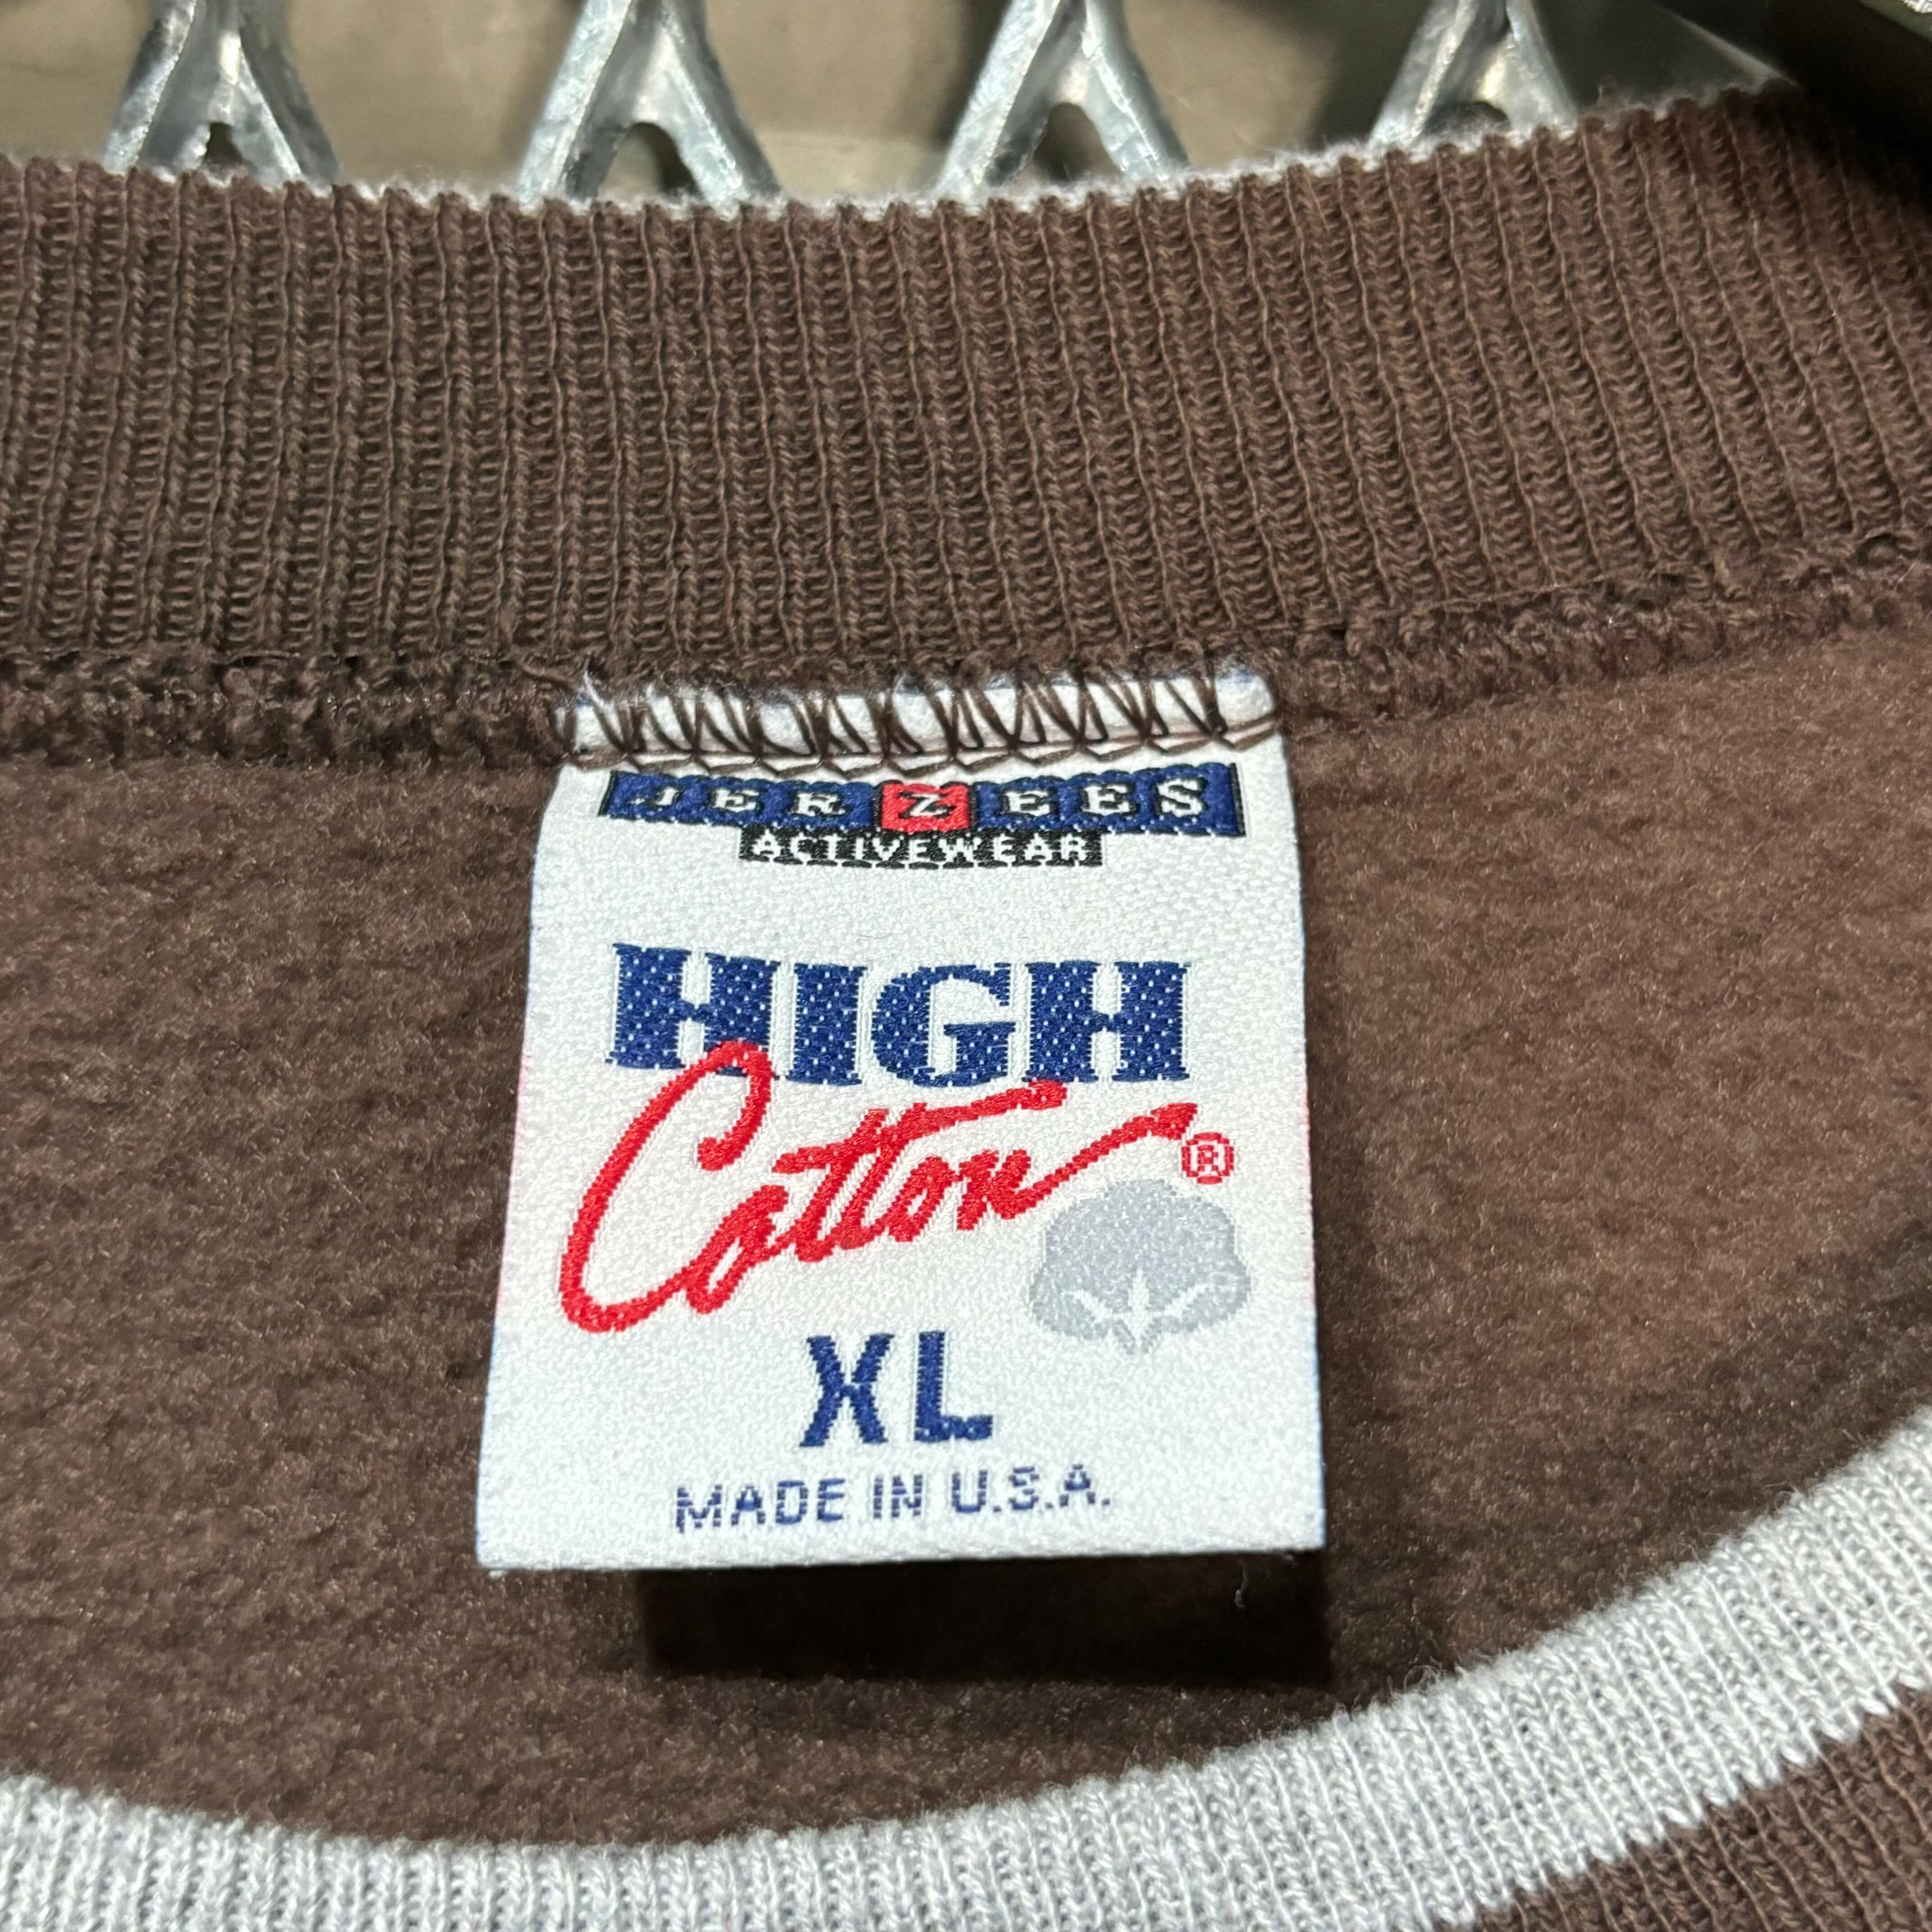 JERZEES
ACTIVEWEAR
HIGH
Cotton®
XL
MADE IN U.S.A.